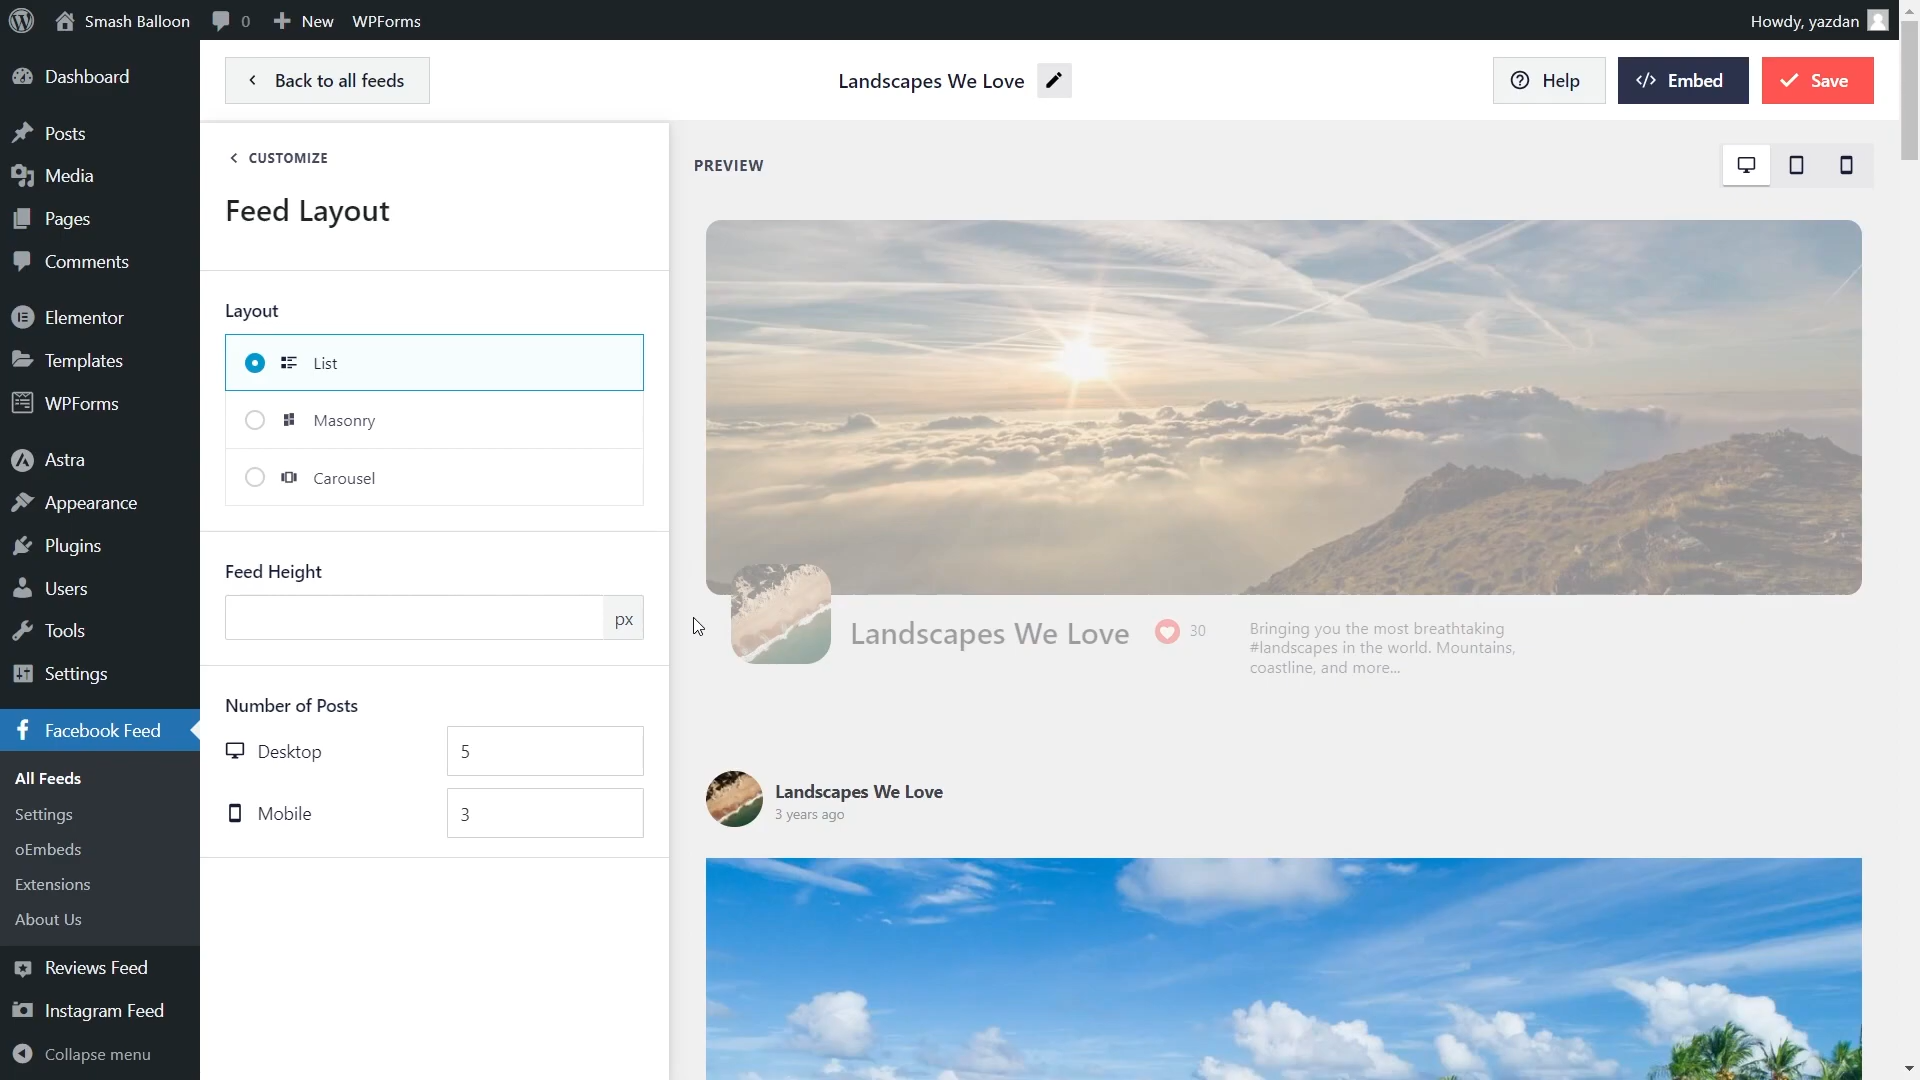 Smash Balloon
0
New
WPForms
Howdy, yazdan
Dashboard
Posts
Media
Pages
Comments
Elementor
Templates
WPForms
Astra
Appearance
Plugins
Users
Tools
Settings
Facebook Feed
All Feeds
Settings
oEmbeds
Extensions
About Us
Reviews Feed
Instagram Feed
Collapse menu
Back to all feeds
Landscapes We Love
Help
</> Embed
Save
CUSTOMIZE
Feed Layout
Layout
List
Masonry
Carousel
Feed Height
px
Number of Posts
Desktop
5
Mobile
3
PREVIEW
Landscapes We Love
30
Bringing you the most breathtaking
#landscapes in the world. Mountains,
coastline, and more...
Landscapes We Love
3 years ago